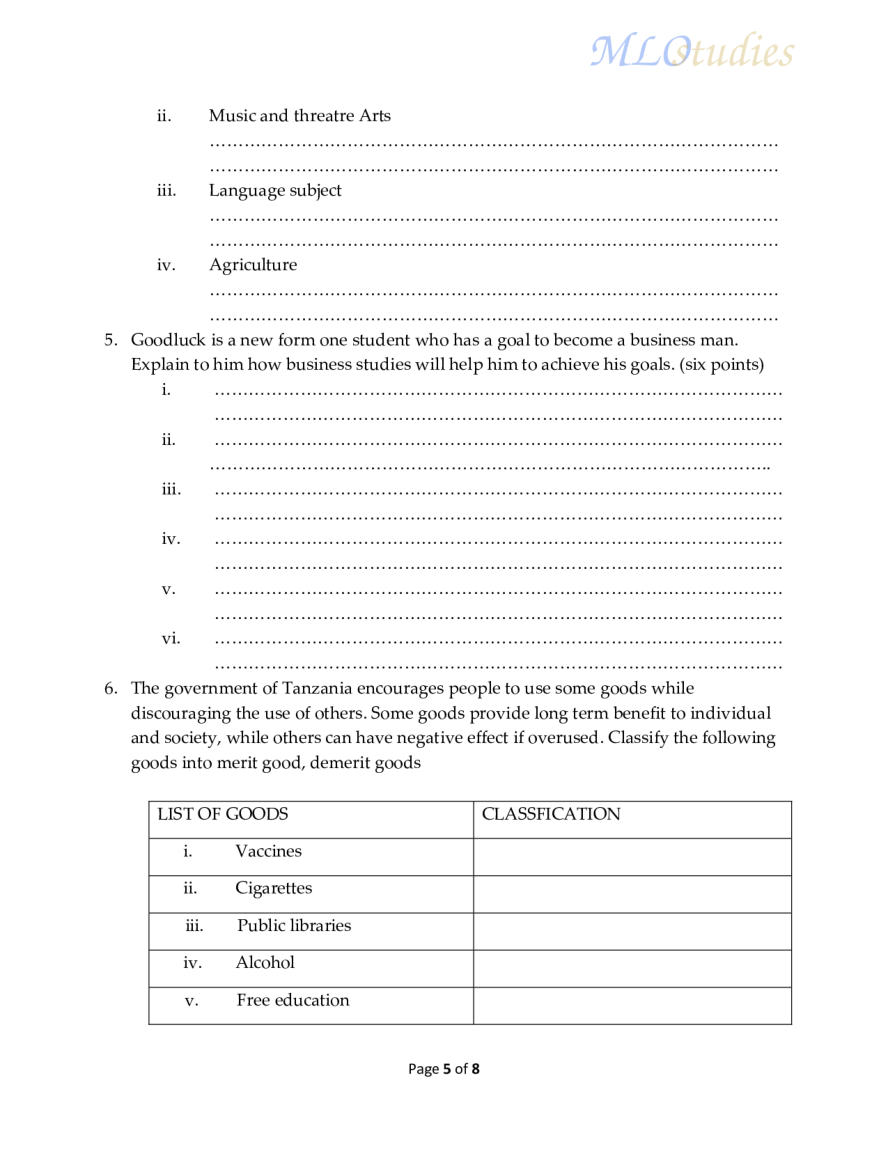 MLOstudies
ii. Music and threatre Arts
……………………………………………………………………………………
……………………………………………………………………………………
iii. Language subject
……………………………………………………………………………………
……………………………………………………………………………………
iv. Agriculture
……………………………………………………………………………………
……………………………………………………………………………………
5. Goodluck is a new form one student who has a goal to become a business man.
Explain to him how business studies will help him to achieve his goals. (six points)
i. ……………………………………………………………………………………
……………………………………………………………………………………
ii. ……………………………………………………………………………………
…………………………………………………………………………………..
iii. ……………………………………………………………………………………
……………………………………………………………………………………
iv. ……………………………………………………………………………………
……………………………………………………………………………………
v. ……………………………………………………………………………………
……………………………………………………………………………………
vi. ……………………………………………………………………………………
……………………………………………………………………………………
6. The government of Tanzania encourages people to use some goods while
discouraging the use of others. Some goods provide long term benefit to individual
and society, while others can have negative effect if overused. Classify the following
goods into merit good, demerit goods
LIST OF GOODS CLASSFICATION
i. Vaccines
ii. Cigarettes
iii. Public libraries
iv. Alcohol
v. Free education
Page 5 of 8